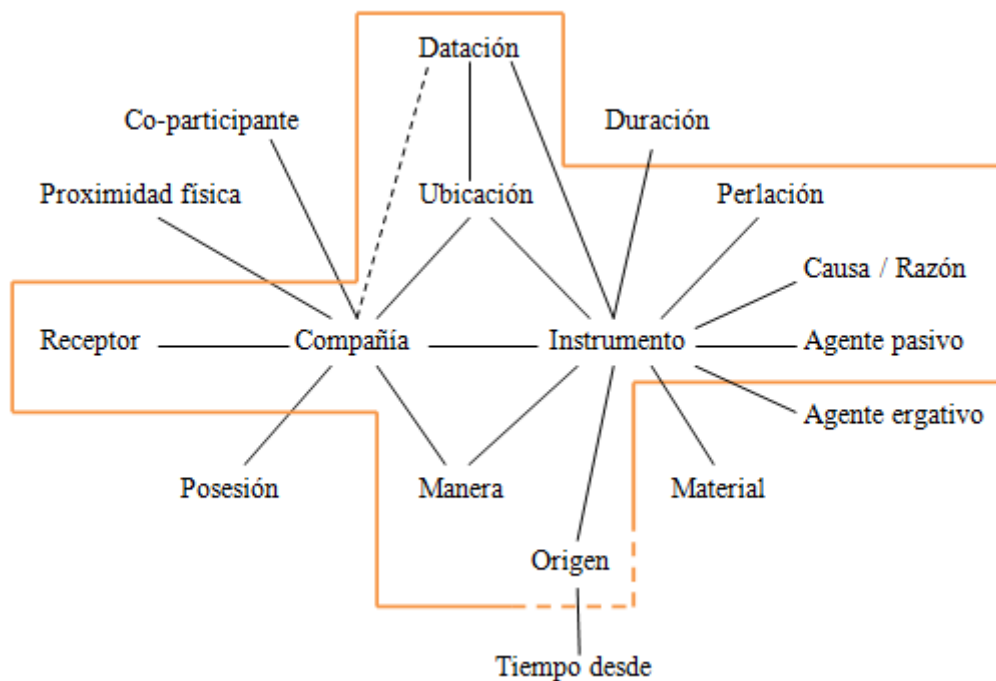 Datación
Co-participante
Duración
Proximidad física
Ubicación
Perlación
Causa / Razón
Receptor
Compañía
Instrumento
Agente pasivo
Agente ergativo
Posesión
Manera
Material
Origen
Tiempo desde